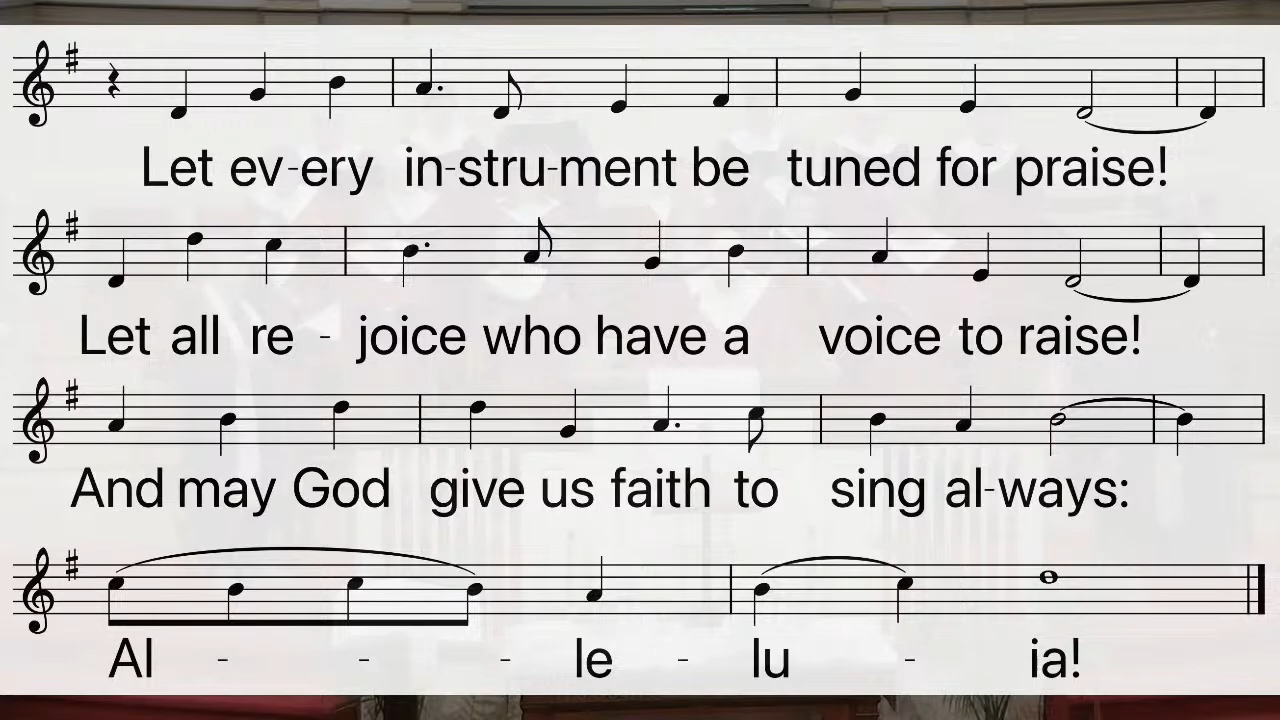 Let ev-ery in-stru-ment be tuned for praise!
Let all re - joice who have a voice to raise!
And may God give us faith to sing al-ways:
Al - - - le - lu - ia!